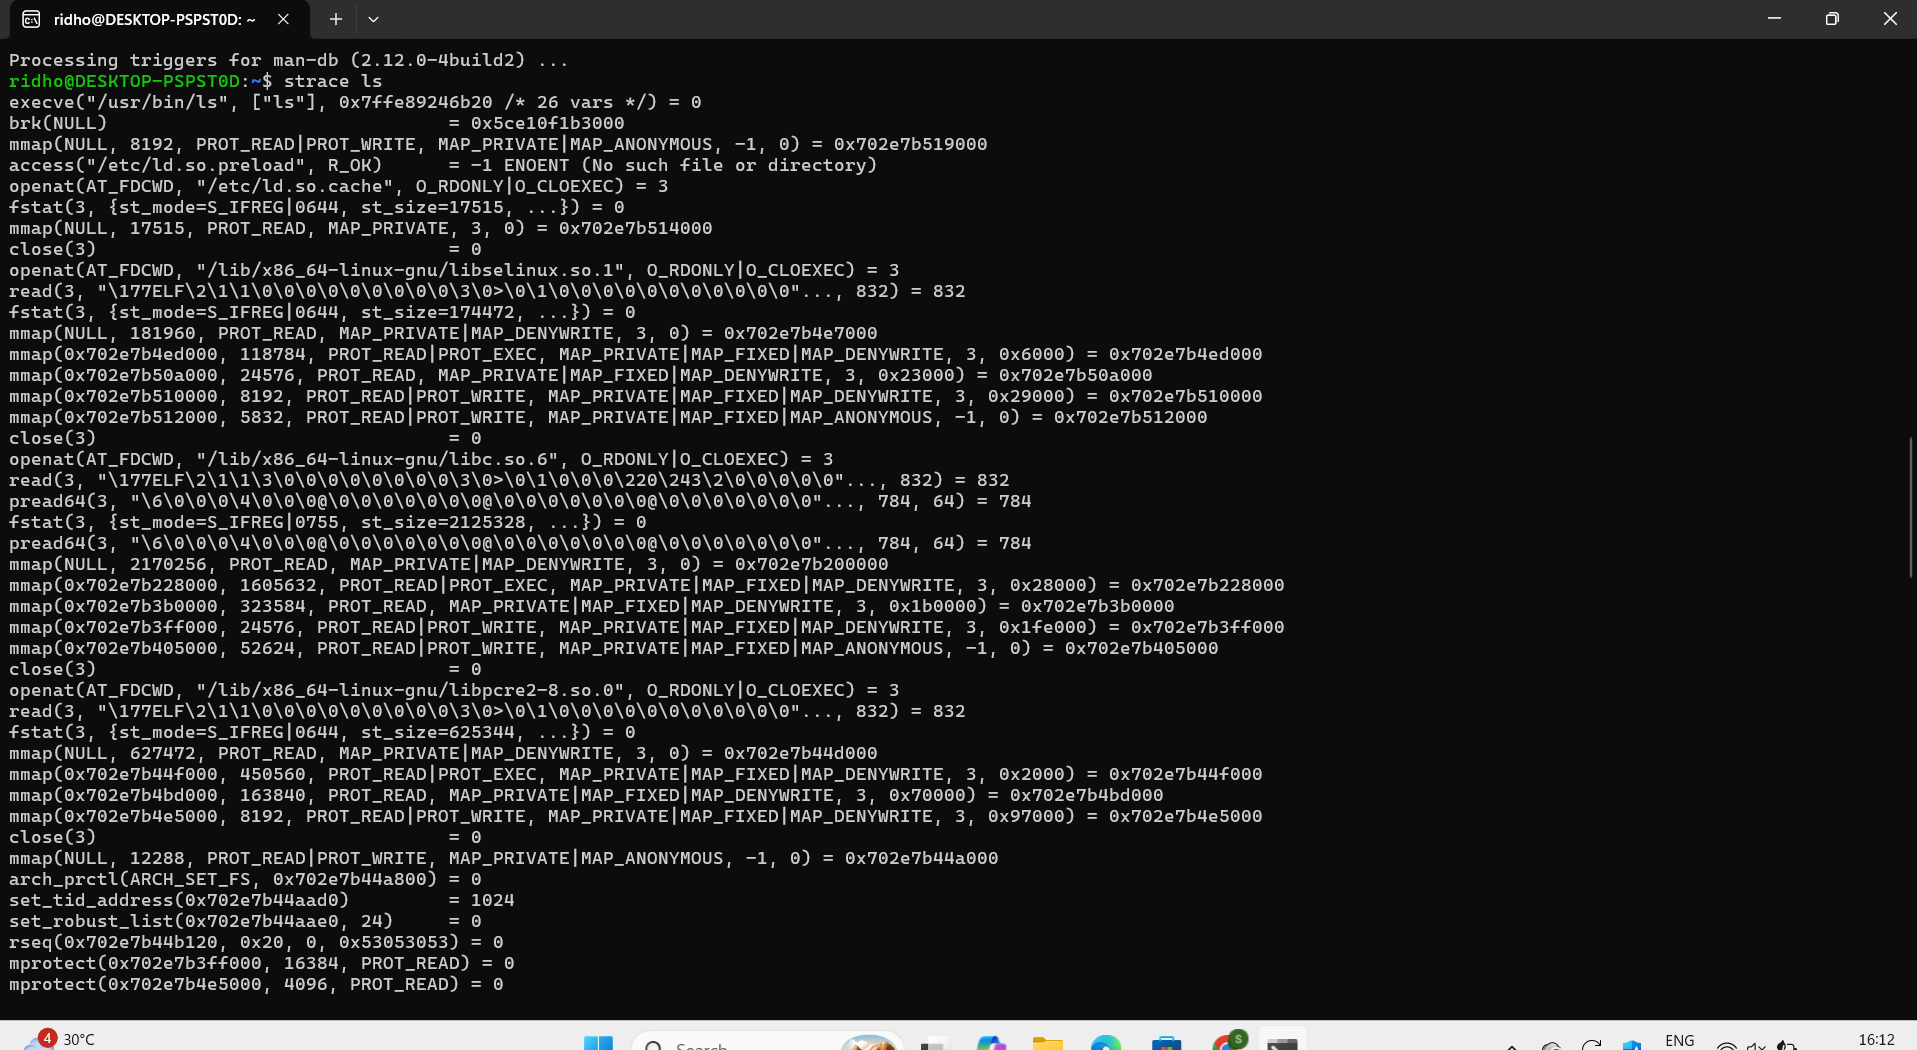 ridho@DESKTOP-PSPST0D: ~
Processing triggers for man-db (2.12.0-4build2) ...
ridho@DESKTOP-PSPST0D:~$ strace ls
execve("/usr/bin/ls", ["ls"], 0x7ffe89246b20 /* 26 vars */) = 0
brk(NULL)                               = 0x5ce10f1b3000
mmap(NULL, 8192, PROT_READ|PROT_WRITE, MAP_PRIVATE|MAP_ANONYMOUS, -1, 0) = 0x702e7b519000
access("/etc/ld.so.preload", R_OK)      = -1 ENOENT (No such file or directory)
openat(AT_FDCWD, "/etc/ld.so.cache", O_RDONLY|O_CLOEXEC) = 3
fstat(3, {st_mode=S_IFREG|0644, st_size=17515, ...}) = 0
mmap(NULL, 17515, PROT_READ, MAP_PRIVATE, 3, 0) = 0x702e7b514000
close(3)                                = 0
openat(AT_FDCWD, "/lib/x86_64-linux-gnu/libselinux.so.1", O_RDONLY|O_CLOEXEC) = 3
read(3, "\177ELF\2\1\1\0\0\0\0\0\0\0\0\0\3\0>\0\1\0\0\0\0\0\0\0\0\0\0\0"..., 832) = 832
fstat(3, {st_mode=S_IFREG|0644, st_size=174472, ...}) = 0
mmap(NULL, 181960, PROT_READ, MAP_PRIVATE|MAP_DENYWRITE, 3, 0) = 0x702e7b4e7000
mmap(0x702e7b4ed000, 118784, PROT_READ|PROT_EXEC, MAP_PRIVATE|MAP_FIXED|MAP_DENYWRITE, 3, 0x6000) = 0x702e7b4ed000
mmap(0x702e7b50a000, 24576, PROT_READ, MAP_PRIVATE|MAP_FIXED|MAP_DENYWRITE, 3, 0x23000) = 0x702e7b50a000
mmap(0x702e7b510000, 8192, PROT_READ|PROT_WRITE, MAP_PRIVATE|MAP_FIXED|MAP_DENYWRITE, 3, 0x29000) = 0x702e7b510000
mmap(0x702e7b512000, 5832, PROT_READ|PROT_WRITE, MAP_PRIVATE|MAP_FIXED|MAP_ANONYMOUS, -1, 0) = 0x702e7b512000
close(3)                                = 0
openat(AT_FDCWD, "/lib/x86_64-linux-gnu/libc.so.6", O_RDONLY|O_CLOEXEC) = 3
read(3, "\177ELF\2\1\1\3\0\0\0\0\0\0\0\0\3\0>\0\1\0\0\0\220\243\2\0\0\0\0\0"..., 832) = 832
pread64(3, "\6\0\0\0\4\0\0\0@\0\0\0\0\0\0\0@\0\0\0\0\0\0\0@\0\0\0\0\0\0\0"..., 784, 64) = 784
fstat(3, {st_mode=S_IFREG|0755, st_size=2125328, ...}) = 0
pread64(3, "\6\0\0\0\4\0\0\0@\0\0\0\0\0\0\0@\0\0\0\0\0\0\0@\0\0\0\0\0\0\0"..., 784, 64) = 784
mmap(NULL, 2170256, PROT_READ, MAP_PRIVATE|MAP_DENYWRITE, 3, 0) = 0x702e7b200000
mmap(0x702e7b228000, 1605632, PROT_READ|PROT_EXEC, MAP_PRIVATE|MAP_FIXED|MAP_DENYWRITE, 3, 0x28000) = 0x702e7b228000
mmap(0x702e7b3b0000, 323584, PROT_READ, MAP_PRIVATE|MAP_FIXED|MAP_DENYWRITE, 3, 0x1b0000) = 0x702e7b3b0000
mmap(0x702e7b3ff000, 24576, PROT_READ|PROT_WRITE, MAP_PRIVATE|MAP_FIXED|MAP_DENYWRITE, 3, 0x1fe000) = 0x702e7b3ff000
mmap(0x702e7b405000, 52624, PROT_READ|PROT_WRITE, MAP_PRIVATE|MAP_FIXED|MAP_ANONYMOUS, -1, 0) = 0x702e7b405000
close(3)                                = 0
openat(AT_FDCWD, "/lib/x86_64-linux-gnu/libpcre2-8.so.0", O_RDONLY|O_CLOEXEC) = 3
read(3, "\177ELF\2\1\1\0\0\0\0\0\0\0\0\0\3\0>\0\1\0\0\0\0\0\0\0\0\0\0\0"..., 832) = 832
fstat(3, {st_mode=S_IFREG|0644, st_size=625344, ...}) = 0
mmap(NULL, 627472, PROT_READ, MAP_PRIVATE|MAP_DENYWRITE, 3, 0) = 0x702e7b44d000
mmap(0x702e7b44f000, 450560, PROT_READ|PROT_EXEC, MAP_PRIVATE|MAP_FIXED|MAP_DENYWRITE, 3, 0x2000) = 0x702e7b44f000
mmap(0x702e7b4bd000, 163840, PROT_READ, MAP_PRIVATE|MAP_FIXED|MAP_DENYWRITE, 3, 0x70000) = 0x702e7b4bd000
mmap(0x702e7b4e5000, 8192, PROT_READ|PROT_WRITE, MAP_PRIVATE|MAP_FIXED|MAP_DENYWRITE, 3, 0x97000) = 0x702e7b4e5000
close(3)                                = 0
mmap(NULL, 12288, PROT_READ|PROT_WRITE, MAP_PRIVATE|MAP_ANONYMOUS, -1, 0) = 0x702e7b44a000
arch_prctl(ARCH_SET_FS, 0x702e7b44a800) = 0
set_tid_address(0x702e7b44aad0)         = 1024
set_robust_list(0x702e7b44aae0, 24)     = 0
rseq(0x702e7b44b120, 0x20, 0, 0x53053053) = 0
mprotect(0x702e7b3ff000, 16384, PROT_READ) = 0
mprotect(0x702e7b4e5000, 4096, PROT_READ) = 0
4 30°C
Search
S
ENG
16:12